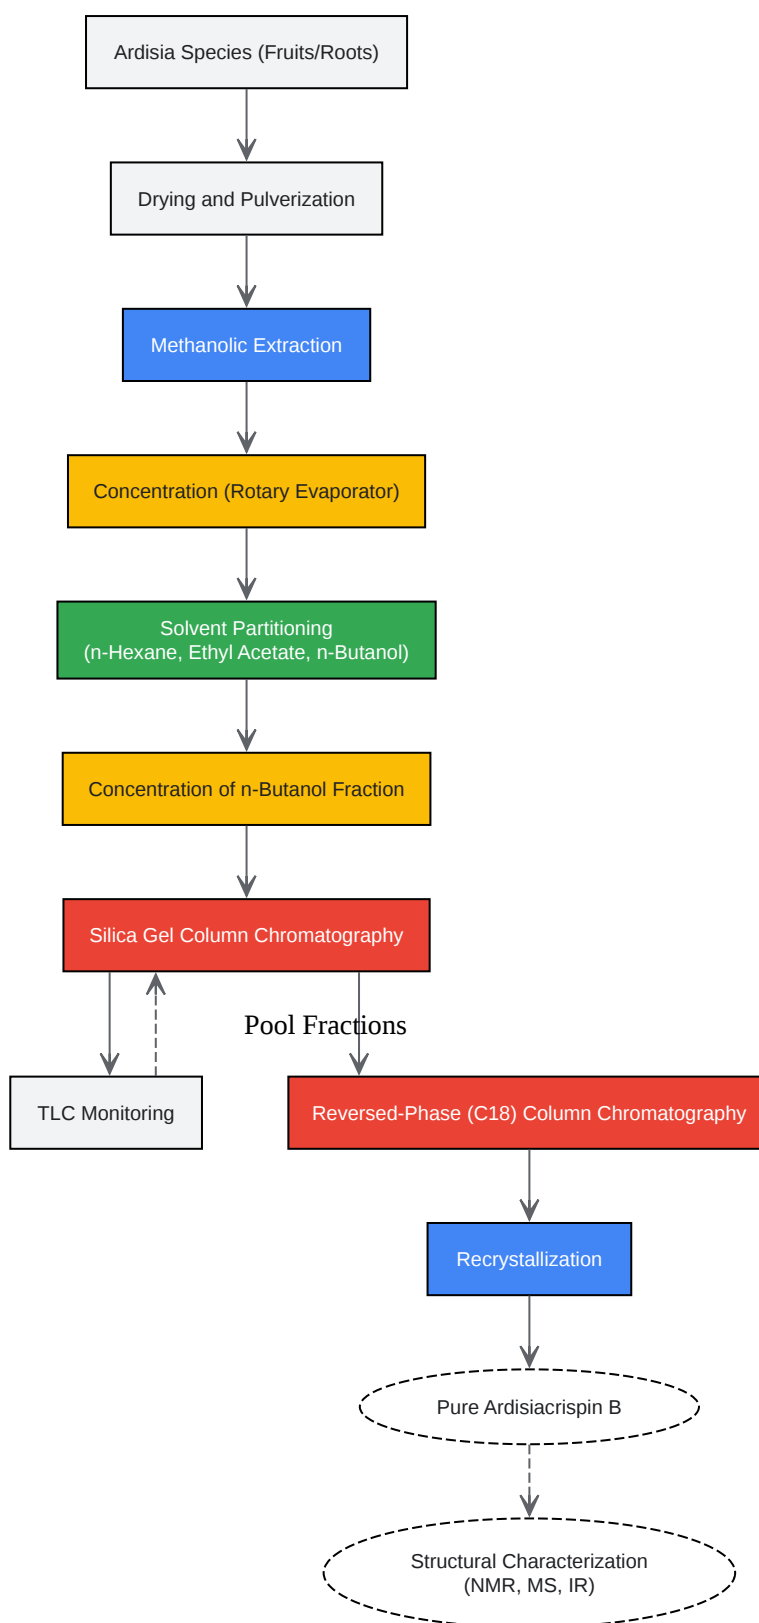 Ardisia Species (Fruits/Roots)
Drying and Pulverization
Methanolic Extraction
Concentration (Rotary Evaporator)
Solvent Partitioning
(n-Hexane, Ethyl Acetate, n-Butanol)
Concentration of n-Butanol Fraction
Silica Gel Column Chromatography
Pool Fractions
TLC Monitoring
Reversed-Phase (C18) Column Chromatography
Recrystallization
Pure Ardisiacrispin B
Structural Characterization
(NMR, MS, IR)